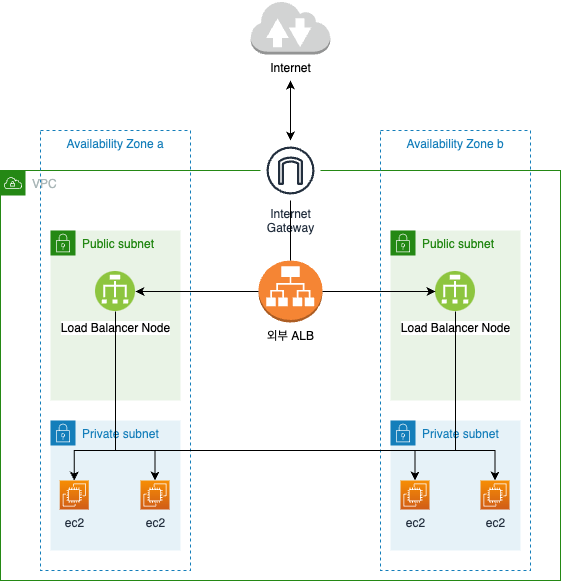 Internet
Availability Zone a
Availability Zone b
VPC
Internet
Gateway
Public subnet
Public subnet
Load Balancer Node
외부 ALB
Load Balancer Node
Private subnet
Private subnet
ec2
ec2
ec2
ec2